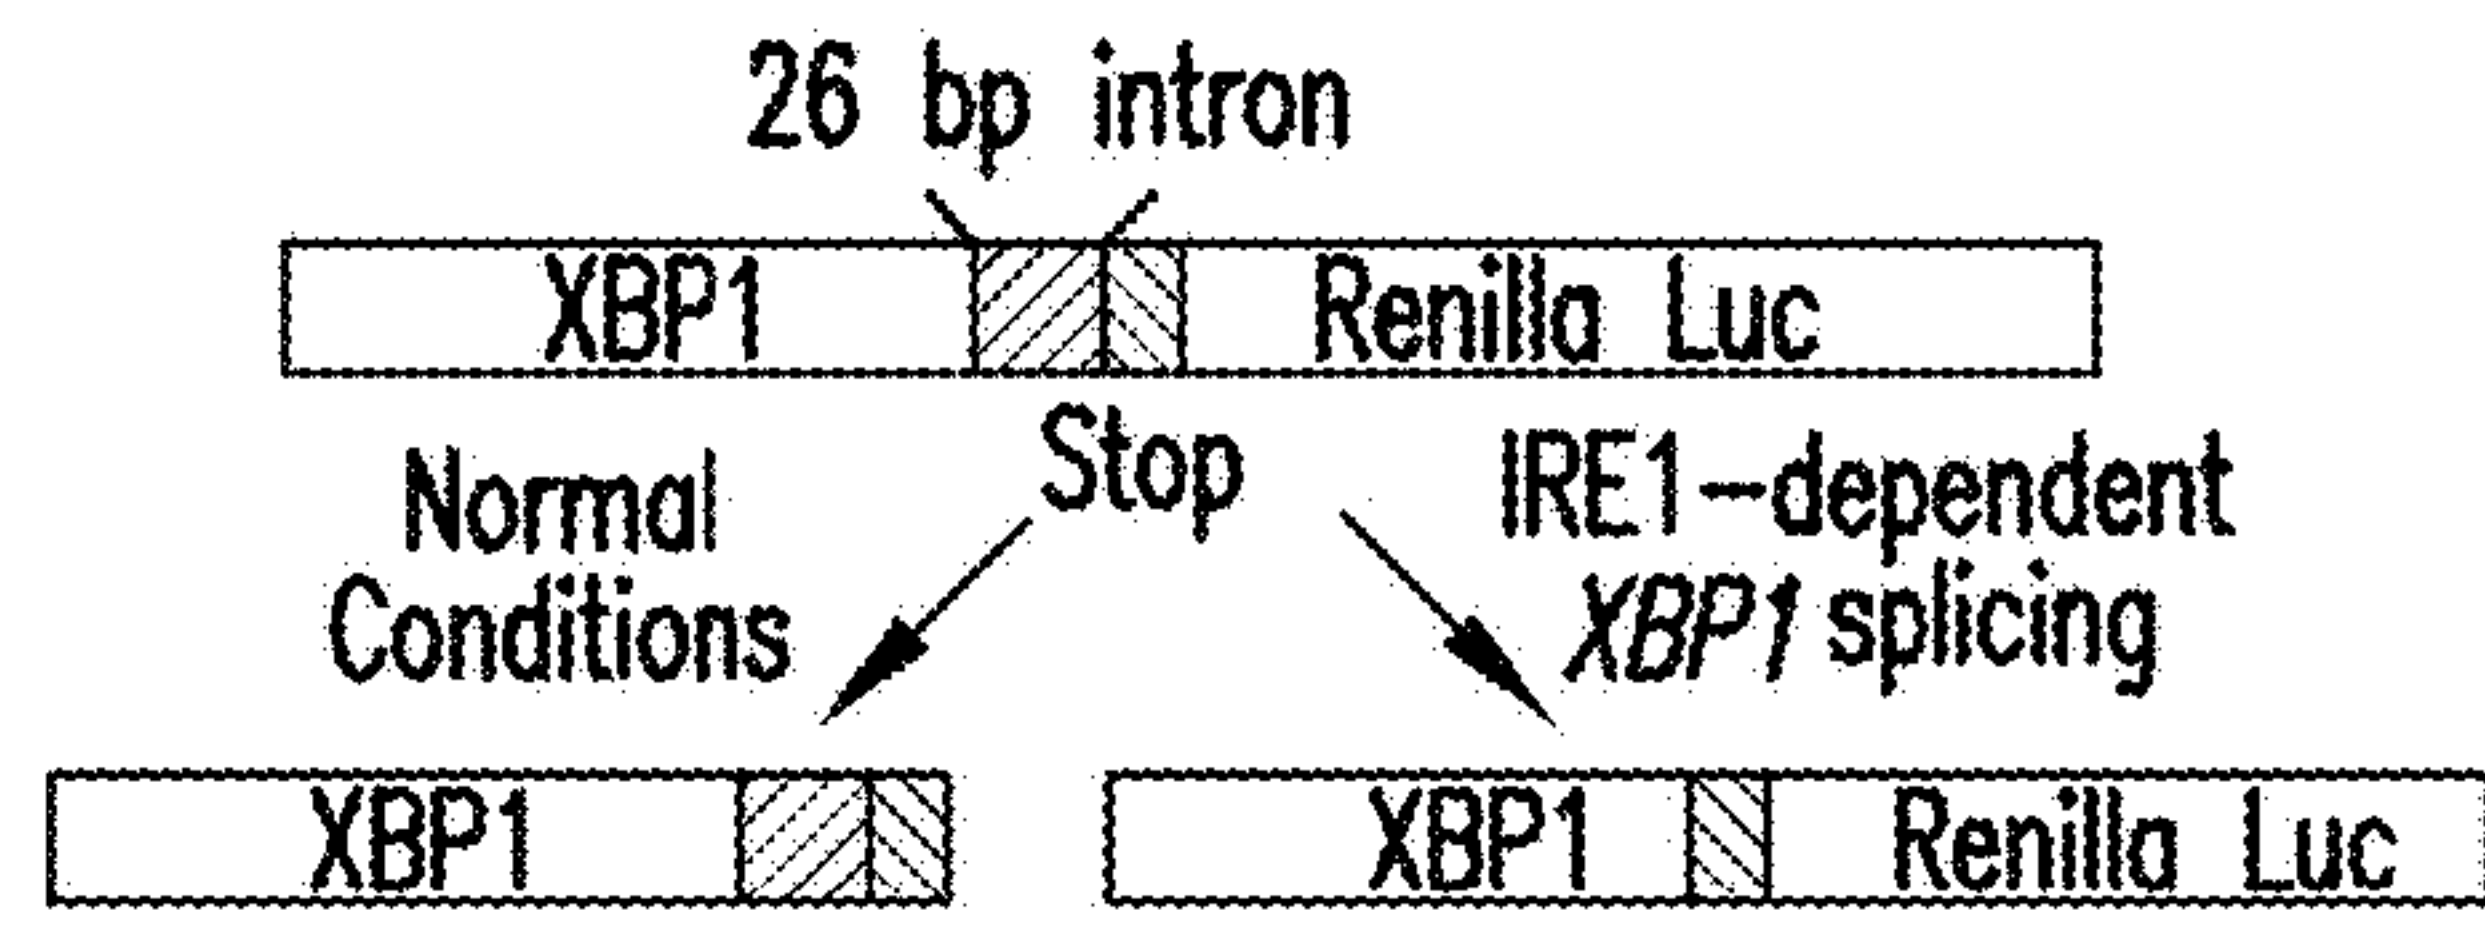 26 bp intron
XBP1 Renilla Luc
Stop
Normal
Conditions
IRE1-dependent
XBP1 splicing
XBP1
XBP1 Renilla Luc